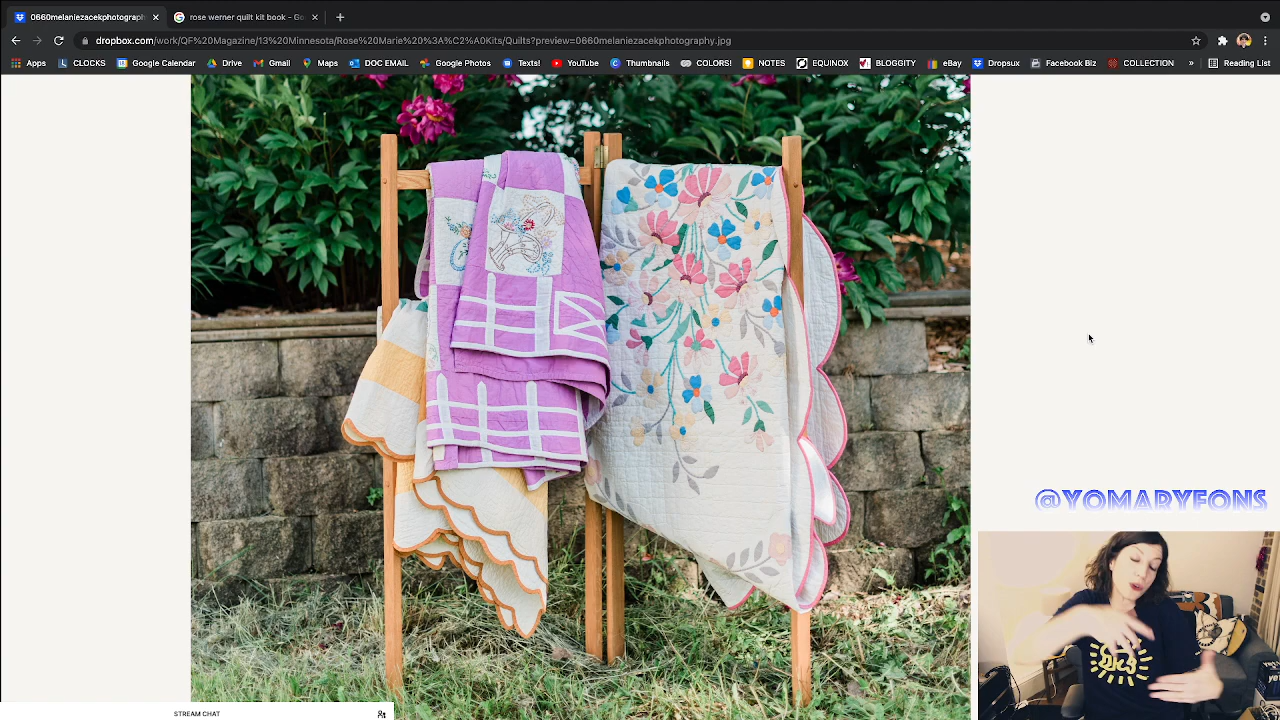 0660melaniezacekphotograph
rose werner quilt kit book - Go
dropbox.com/work/QF%20Magazine/13%20Minnesota/Rose%20Marie%20%3A%C2%A0Kits/Quilts?preview=0660melaniezacekphotography.jpg
Apps CLOCKS Google Calendar Drive Gmail Maps DOC EMAIL Google Photos Texts! YouTube Thumbnails COLORS! NOTES EQUINOX BLOGGITY eBay Dropsux Facebook Biz COLLECTION » Reading List
@YOMARYFONS
STREAM CHAT